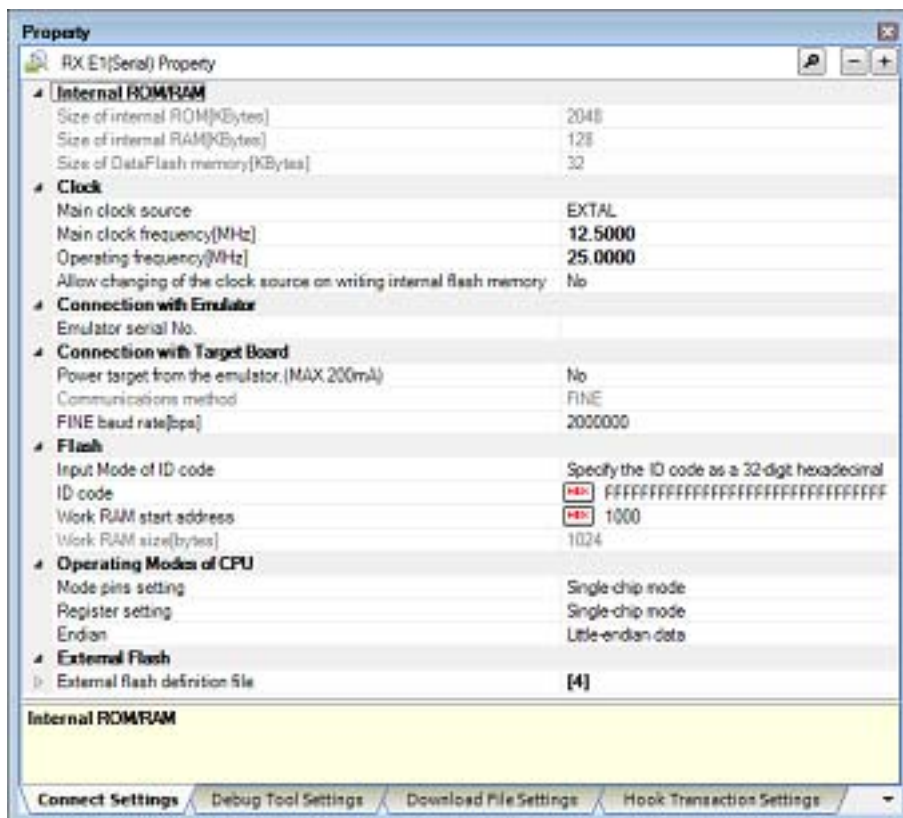 Property
RX E1(Serial) Property
Internal ROM/RAM
Size of internal ROM[KBytes] 2048
Size of internal RAM[KBytes] 128
Size of DataFlash memory[KBytes] 32
Clock
Main clock source EXTAL
Main clock frequency[MHz] 12.5000
Operating frequency[MHz] 25.0000
Allow changing of the clock source on writing internal flash memory No
Connection with Emulator
Emulator serial No.
Connection with Target Board
Power target from the emulator.(MAX 200mA) No
Communications method FINE
FINE baud rate[bps] 2000000
Flash
Input Mode of ID code Specify the ID code as a 32-digit hexadecimal
ID code HEX FFFFFFFFFFFFFFFFFFFFFFFFFFFFFFFF
Work RAM start address HEX 1000
Work RAM size[bytes] 1024
Operating Modes of CPU
Mode pins setting Single-chip mode
Register setting Single-chip mode
Endian Little-endian data
External Flash
External flash definition file [4]
Internal ROM/RAM
Connect Settings Debug Tool Settings Download File Settings Hook Transaction Settings